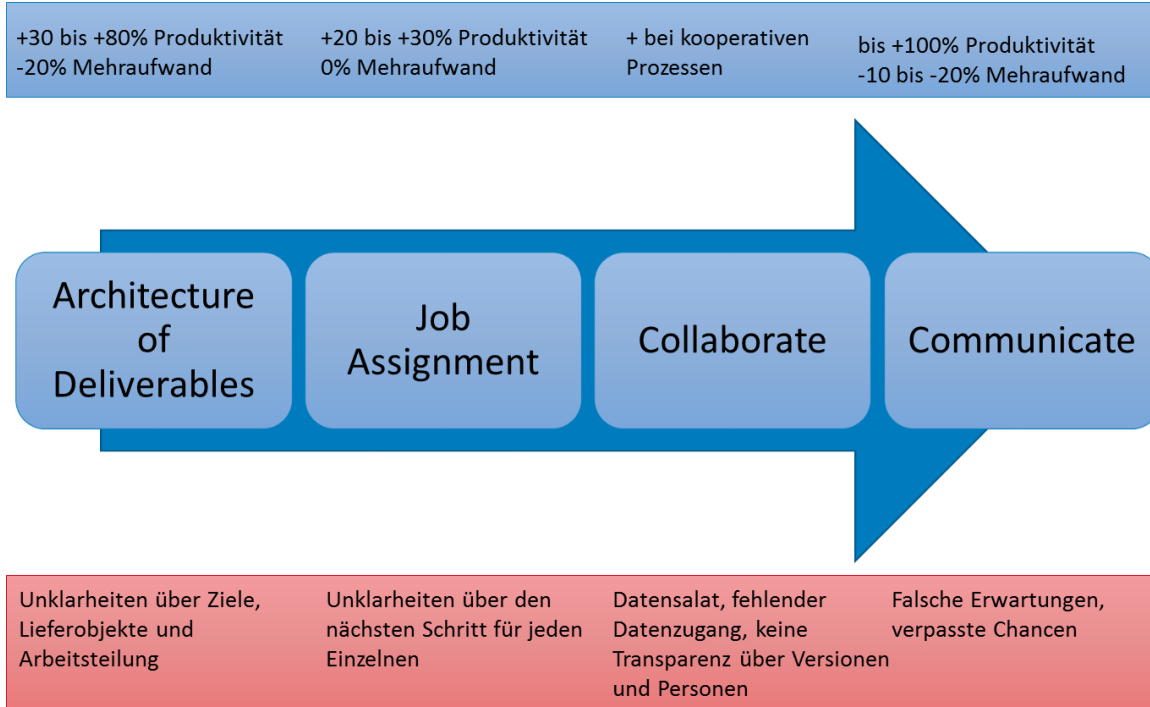 +30 bis +80% Produktivität
-20% Mehraufwand
+20 bis +30% Produktivität
0% Mehraufwand
+ bei kooperativen
Prozessen
bis +100% Produktivität
-10 bis -20% Mehraufwand
Architecture
of
Deliverables
Job
Assignment
Collaborate
Communicate
Unklarheiten über Ziele,
Lieferobjekte und
Arbeitsteilung
Unklarheiten über den
nächsten Schritt für jeden
Einzelnen
Datensalat, fehlender
Datenzugang, keine
Transparenz über Versionen
und Personen
Falsche Erwartungen,
verpasste Chancen